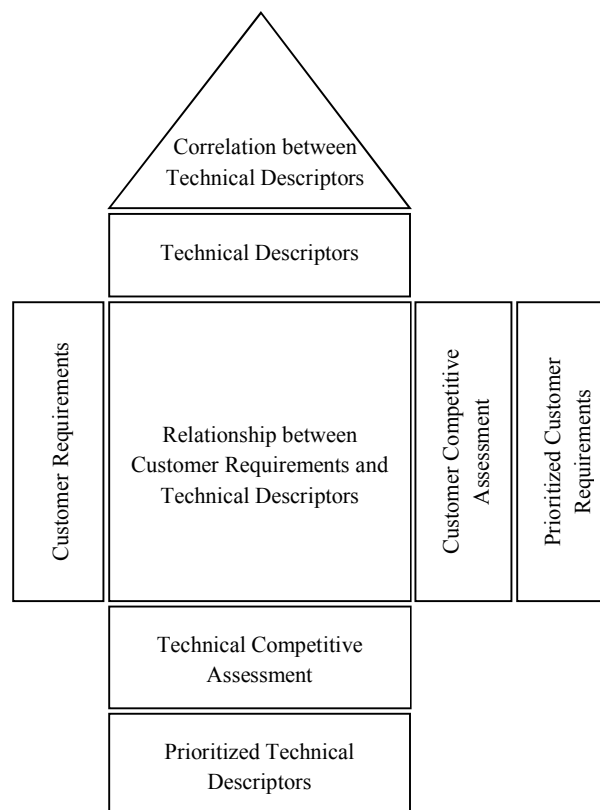 Correlation between
Technical Descriptors
Technical Descriptors
Customer Requirements
Relationship between
Customer Requirements and
Technical Descriptors
Customer Competitive
Assessment
Prioritized Customer
Requirements
Technical Competitive
Assessment
Prioritized Technical
Descriptors